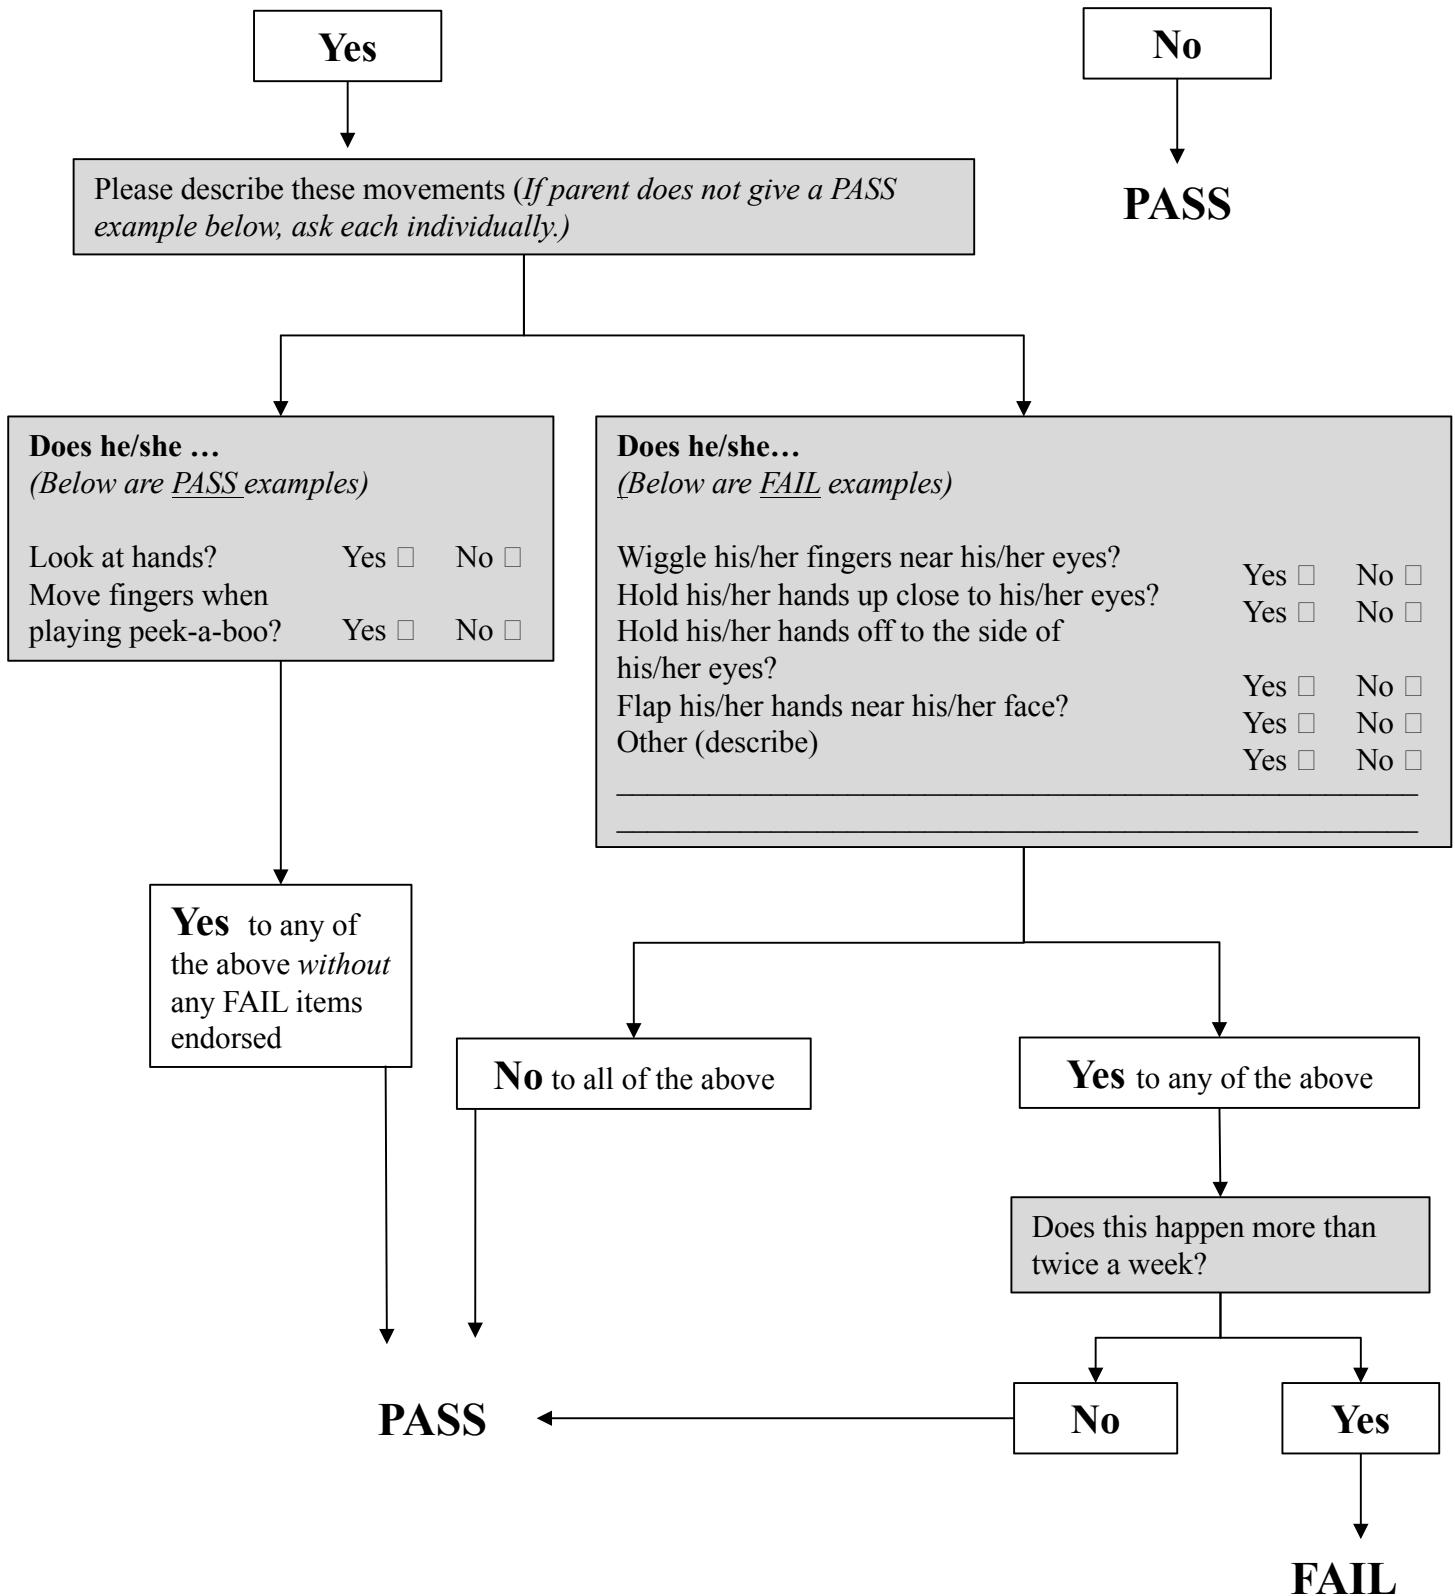 Yes
No
PASS
Please describe these movements (If parent does not give a PASS
example below, ask each individually.)
Does he/she …
(Below are PASS examples)
Look at hands? Yes □ No □
Move fingers when
playing peek-a-boo? Yes □ No □
Does he/she…
(Below are FAIL examples)
Wiggle his/her fingers near his/her eyes?
Yes □ No □
Hold his/her hands up close to his/her eyes?
Yes □ No □
Hold his/her hands off to the side of
his/her eyes?
Yes □ No □
Flap his/her hands near his/her face?
Yes □ No □
Other (describe)
Yes □ No □
Yes to any of
the above without
any FAIL items
endorsed
No to all of the above
Yes to any of the above
Does this happen more than
twice a week?
PASS
No
Yes
FAIL